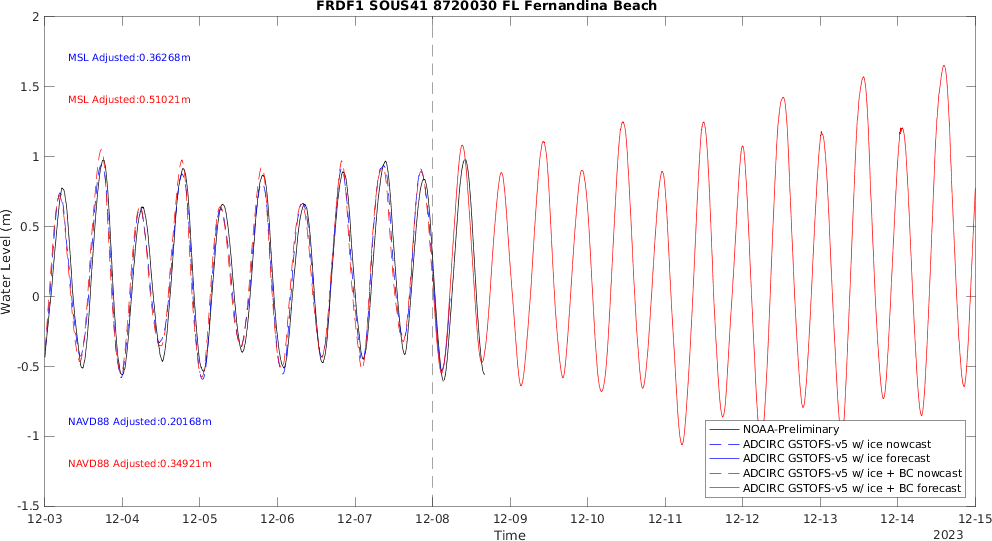 FRDF1 SOUS41 8720030 FL Fernandina Beach
2
1.5
1
0.5
0
-0.5
-1
-1.5
Water Level (m)
MSL Adjusted:0.36268m
MSL Adjusted:0.51021m
NAVD88 Adjusted:0.20168m
NAVD88 Adjusted:0.34921m
NOAA-Preliminary
ADCIRC GSTOFS-v5 w/ ice nowcast
ADCIRC GSTOFS-v5 w/ ice forecast
ADCIRC GSTOFS-v5 w/ ice + BC nowcast
ADCIRC GSTOFS-v5 w/ ice + BC forecast
12-03 12-04 12-05 12-06 12-07 12-08 12-09 12-10 12-11 12-12 12-13 12-14 12-15
Time
2023